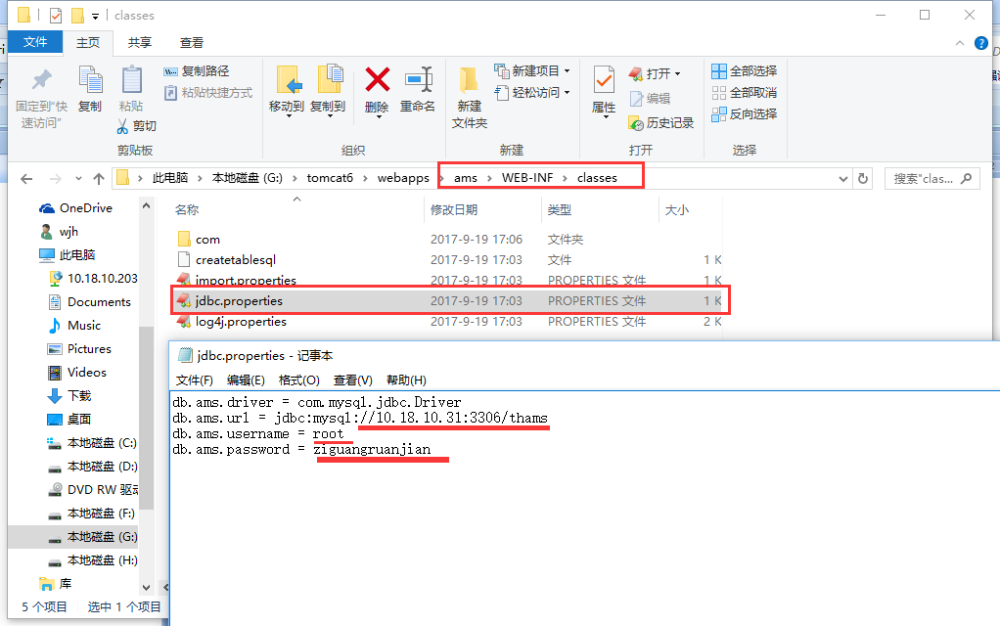 classes
文件 主页 共享 查看
固定到"快速访问" 复制 粘贴 复制路径 粘贴快捷方式 剪切
移动到 复制到 删除 重命名
新建文件夹 新建项目 轻松访问
属性 打开 编辑 历史记录
全部选择 全部取消 反向选择
剪贴板 组织 新建 打开 选择
此电脑 本地磁盘 (G:) tomcat6 webapps ams WEB-INF classes 搜索"clas...
名称 修改日期 类型 大小
com 2017-9-19 17:06 文件夹
createtablesql 2017-9-19 17:03 文件 1 K
import.properties 2017-9-19 17:03 PROPERTIES 文件 1 K
jdbc.properties 2017-9-19 17:03 PROPERTIES 文件 1 K
log4j.properties 2017-9-19 17:03 PROPERTIES 文件 2 K
OneDrive
wjh
此电脑
10.18.10.203
Documents
Music
Pictures
Videos
下载
桌面
本地磁盘 (C:)
本地磁盘 (D:)
DVD RW 驱动
本地磁盘 (F:)
本地磁盘 (G:)
本地磁盘 (H:)
库
5 个项目 选中 1 个项目
jdbc.properties - 记事本
文件(F) 编辑(E) 格式(O) 查看(V) 帮助(H)
db.ams.driver = com.mysql.jdbc.Driver
db.ams.url = jdbc:mysql://10.18.10.31:3306/thams
db.ams.username = root
db.ams.password = ziguangruanjian